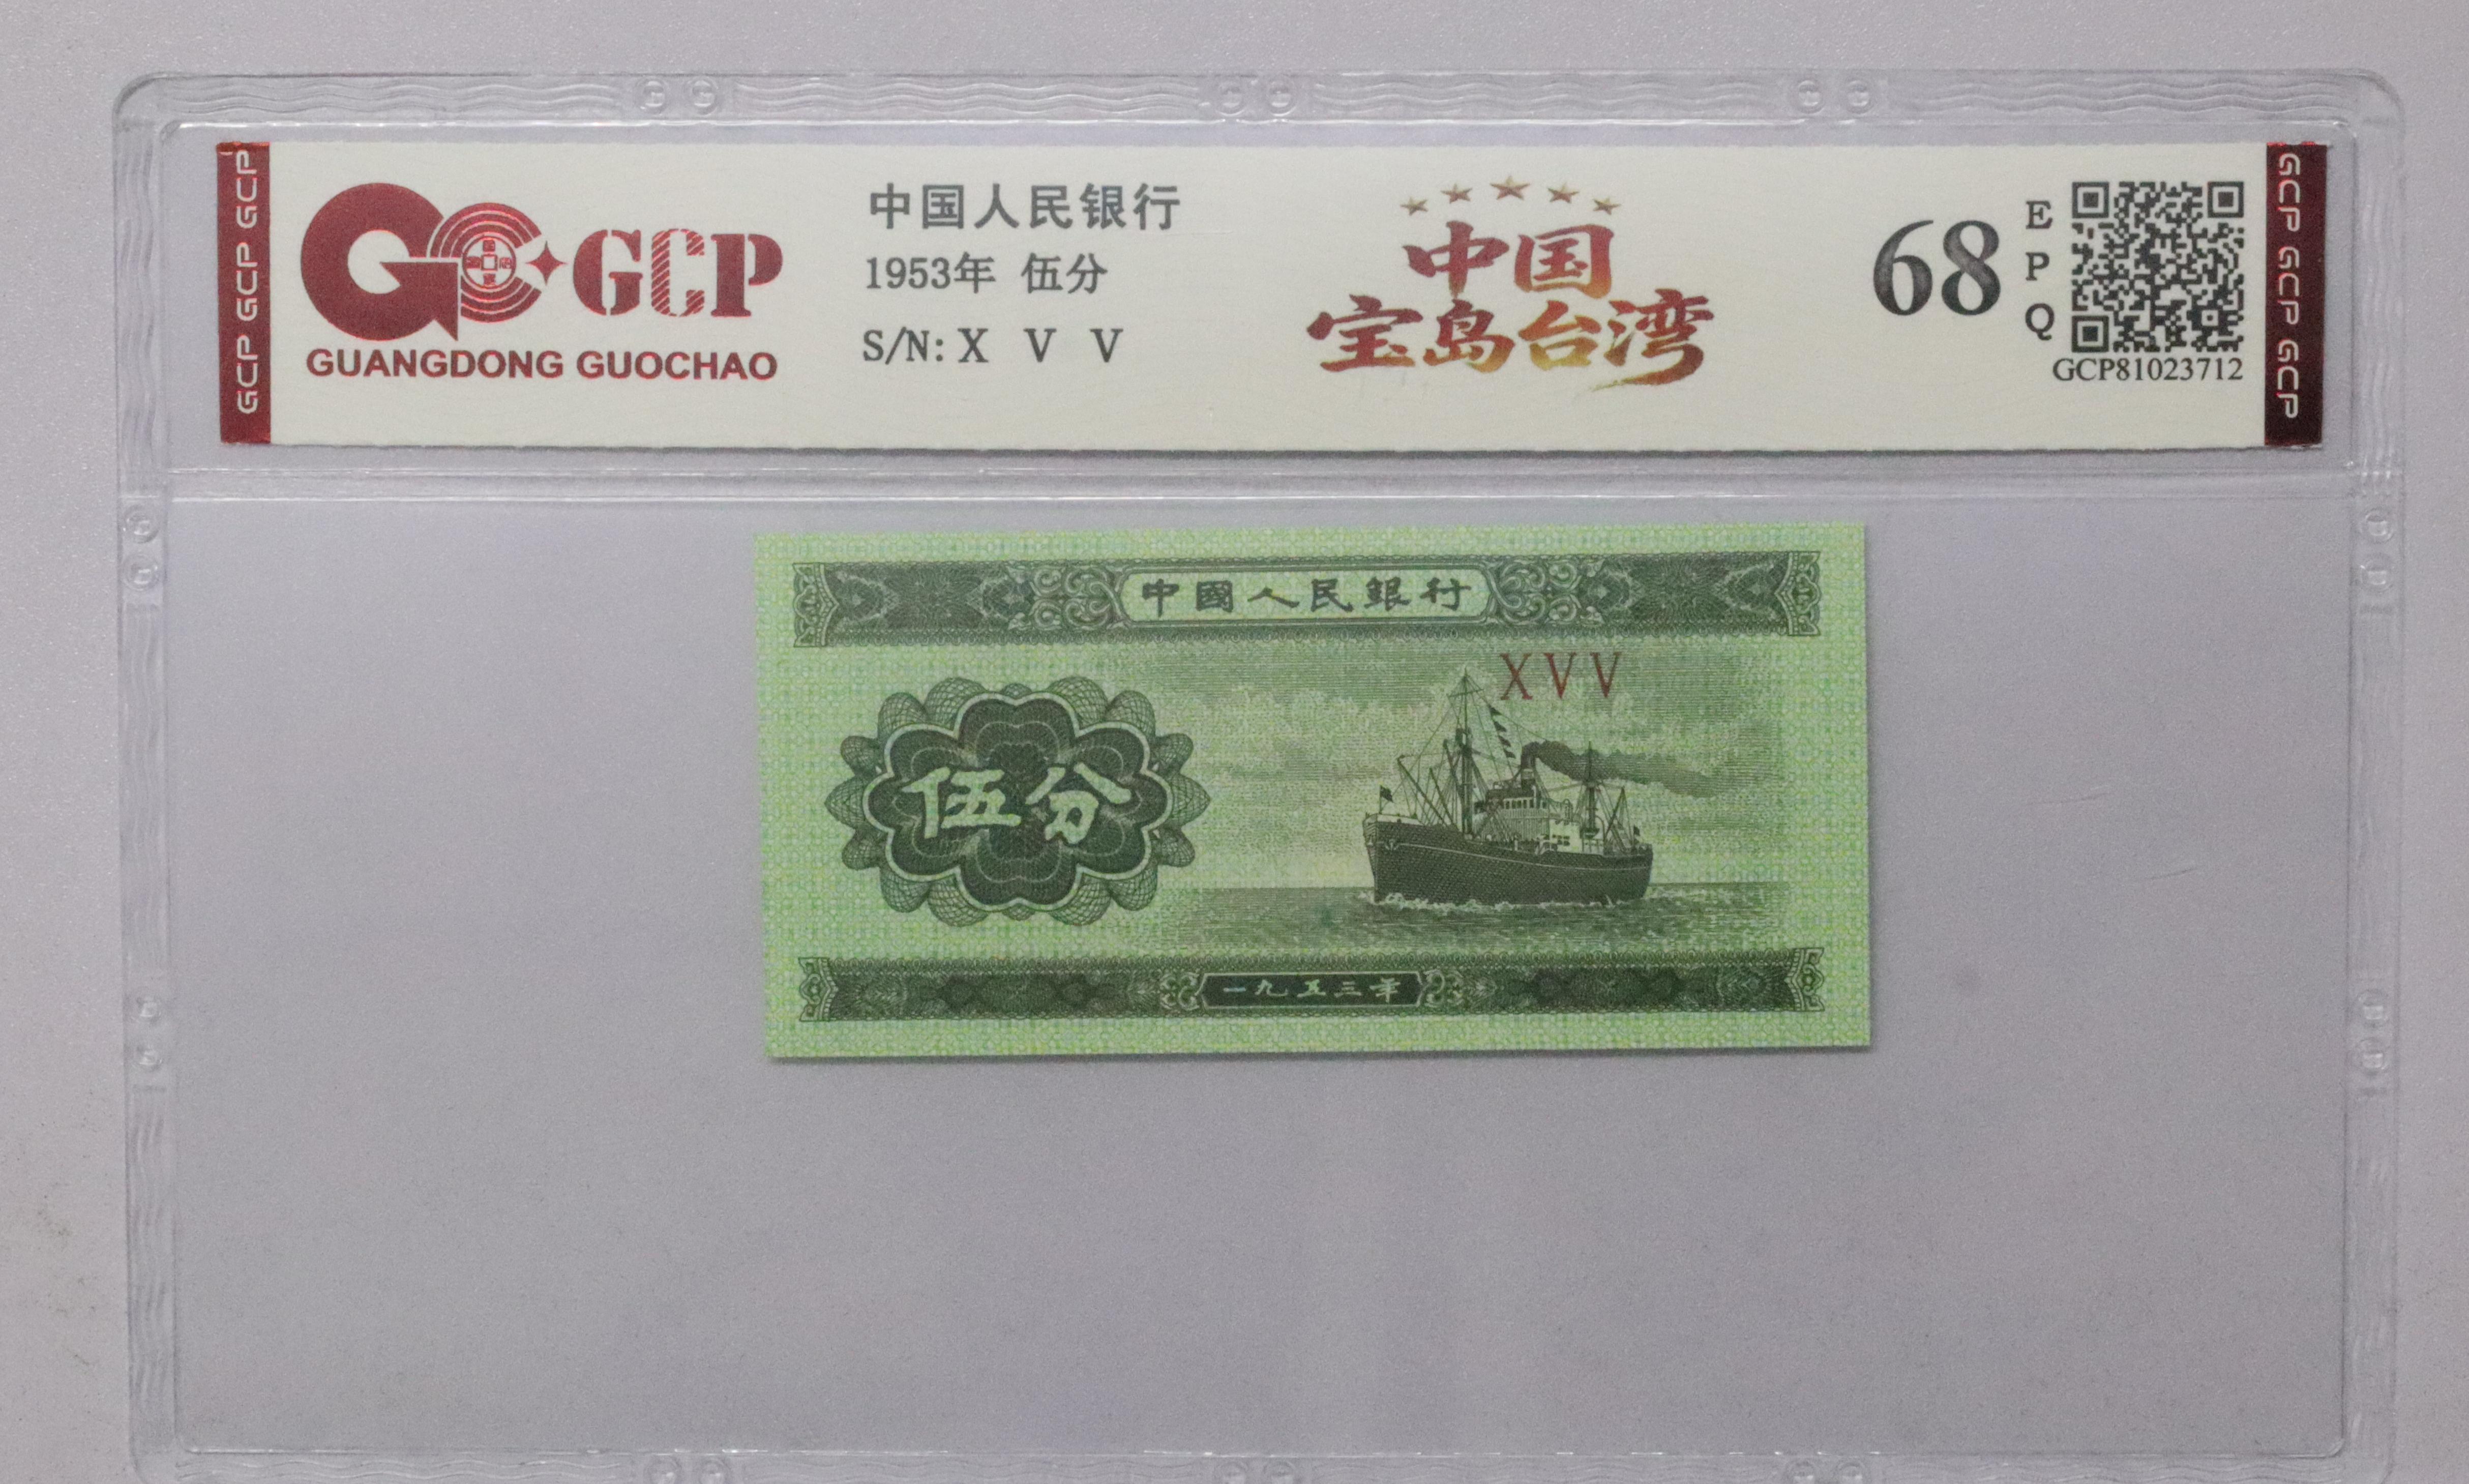 GCP GCP GCP
GCP
GUANGDONG GUOCHAO
中国人民银行
1953年 伍分
S/N: X V V
中国
宝岛台湾
68
E
P
Q
GCP81023712
GCP GCP GCP
中國人民銀行
XVV
伍分
一九五三年